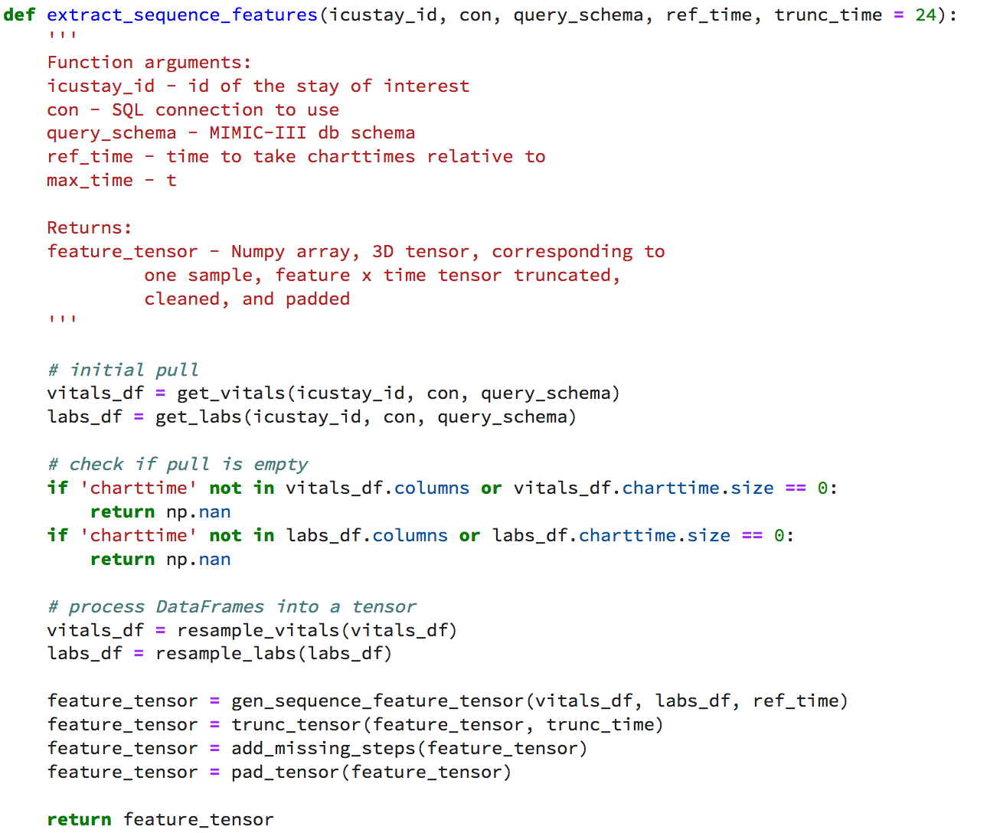 def extract_sequence_features(icustay_id, con, query_schema, ref_time, trunc_time = 24):
    '''
    Function arguments:
    icustay_id - id of the stay of interest
    con - SQL connection to use
    query_schema - MIMIC-III db schema
    ref_time - time to take charttimes relative to
    max_time - t

    Returns:
    feature_tensor - Numpy array, 3D tensor, corresponding to
             one sample, feature x time tensor truncated,
             cleaned, and padded
    '''

    # initial pull
    vitals_df = get_vitals(icustay_id, con, query_schema)
    labs_df = get_labs(icustay_id, con, query_schema)

    # check if pull is empty
    if 'charttime' not in vitals_df.columns or vitals_df.charttime.size == 0:
        return np.nan
    if 'charttime' not in labs_df.columns or labs_df.charttime.size == 0:
        return np.nan

    # process DataFrames into a tensor
    vitals_df = resample_vitals(vitals_df)
    labs_df = resample_labs(labs_df)

    feature_tensor = gen_sequence_feature_tensor(vitals_df, labs_df, ref_time)
    feature_tensor = trunc_tensor(feature_tensor, trunc_time)
    feature_tensor = add_missing_steps(feature_tensor)
    feature_tensor = pad_tensor(feature_tensor)

    return feature_tensor